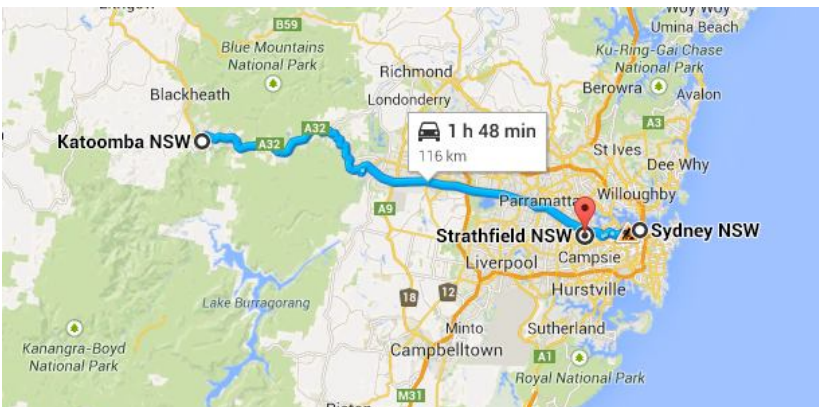 Woy Woy
Umina Beach
B59
Blue Mountains
National Park
Ku-Ring-Gai Chase
National Park
Richmond
Blackheath
Londonderry
Berowra
Avalon
A32
A32
1 h 48 min
116 km
A3
Katoomba NSW
St Ives
Dee Why
Parramatta
Willoughby
A9
Strathfield NSW
Sydney NSW
Liverpool
Campsie
Hurstville
18
12
Lake Burragorang
Minto
Sutherland
Kanangra-Boyd
National Park
Campbelltown
A1
Royal National Park
M31